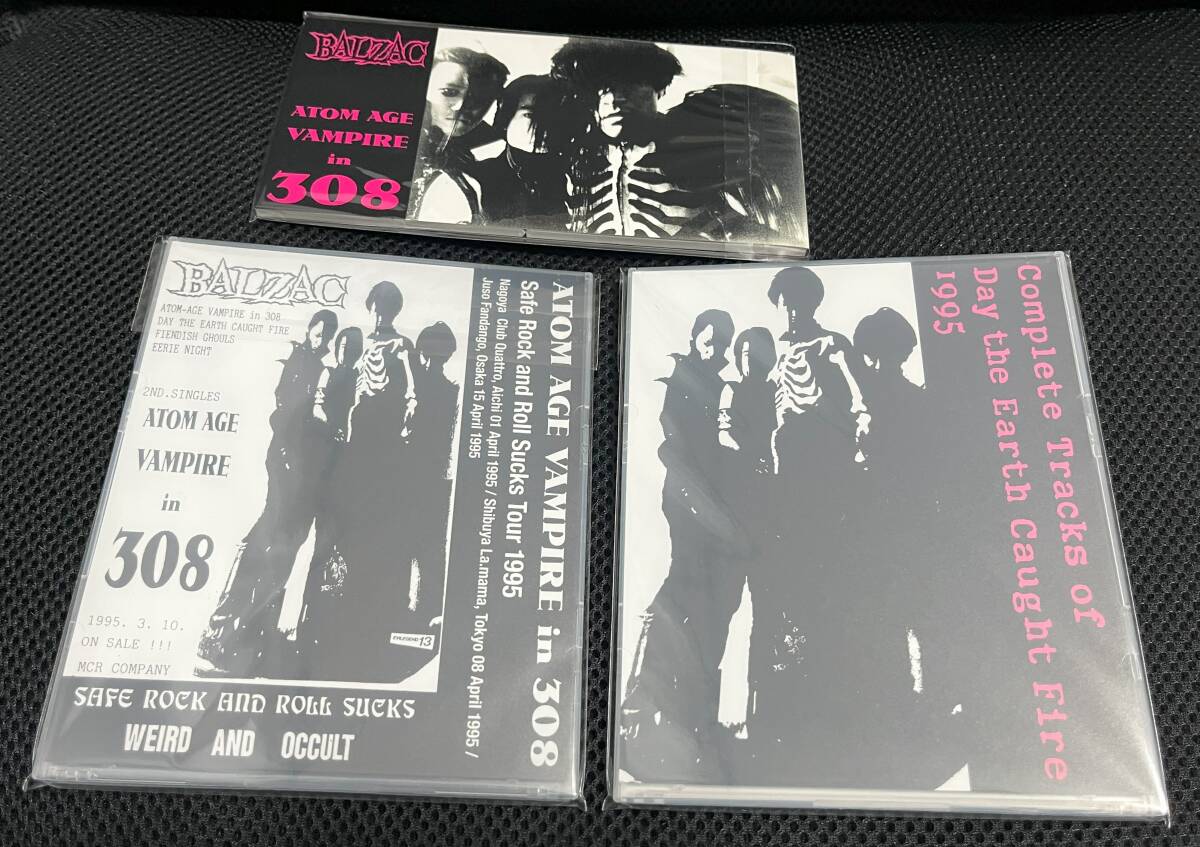 BALZAC
ATOM AGE
VAMPIRE
in
308
BALZAC
ATOM-AGE VAMPIRE in 308
DAY THE EARTH CAUGHT FIRE
FIENDISH GHOULS
EERIE NIGHT
2ND.SINGLES
ATOM AGE
VAMPIRE
in
308
1995. 3. 10.
ON SALE !!!
MCR COMPANY
EVILEGEND 13
SAFE ROCK AND ROLL SUCKS
WEIRD AND OCCULT
ATOM AGE VAMPIRE in 308
Safe Rock and Roll Sucks Tour 1995
Nagoya Club Quattro, Aichi 01 April 1995 / Shibuya La.mama, Tokyo 08 April 1995 /
Juso Fandango, Osaka 15 April 1995
Complete Tracks of
Day the Earth Caught Fire
1995